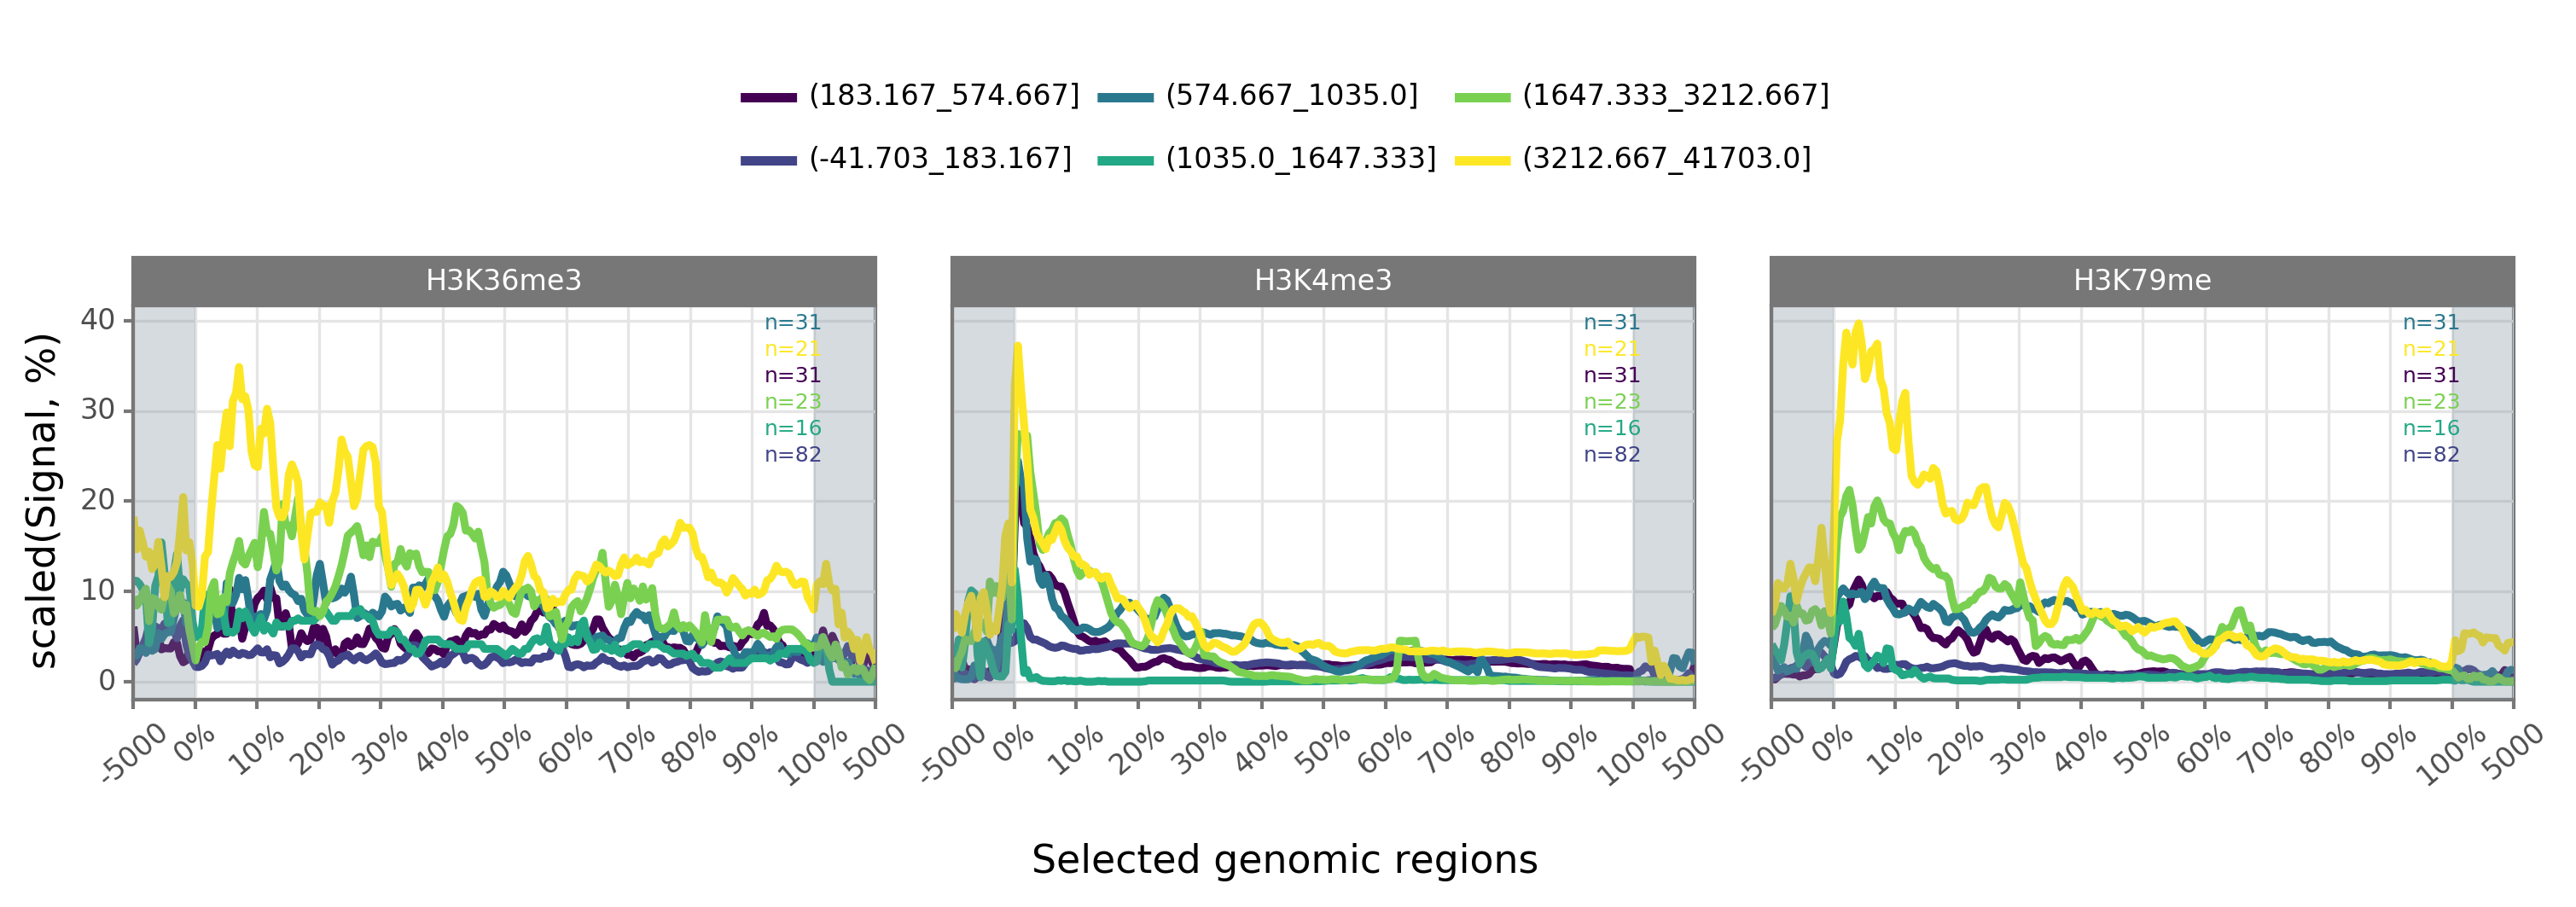 (183.167_574.667] (574.667_1035.0] (1647.333_3212.667]
(-41.703_183.167] (1035.0_1647.333] (3212.667_41703.0]
H3K36me3 H3K4me3 H3K79me
scaled(Signal, %)
40
30
20
10
0
n=31
n=21
n=31
n=23
n=16
n=82
n=31
n=21
n=31
n=23
n=16
n=82
n=31
n=21
n=31
n=23
n=16
n=82
-5000 0% 10% 20% 30% 40% 50% 60% 70% 80% 90% 100% 5000
-5000 0% 10% 20% 30% 40% 50% 60% 70% 80% 90% 100% 5000
-5000 0% 10% 20% 30% 40% 50% 60% 70% 80% 90% 100% 5000
Selected genomic regions